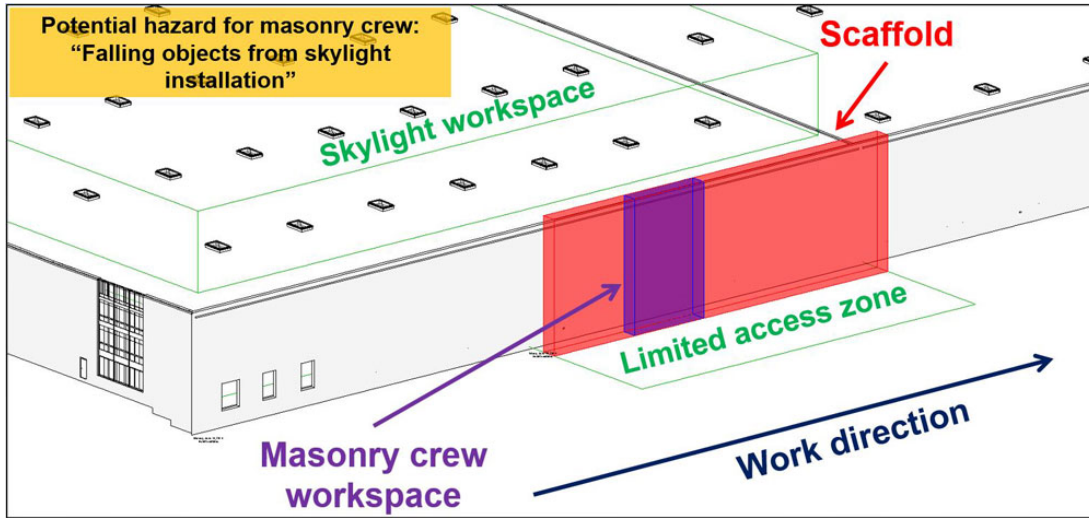 Potential hazard for masonry crew:
“Falling objects from skylight
installation”
Scaffold
Skylight workspace
Limited access zone
Masonry crew
workspace
Work direction